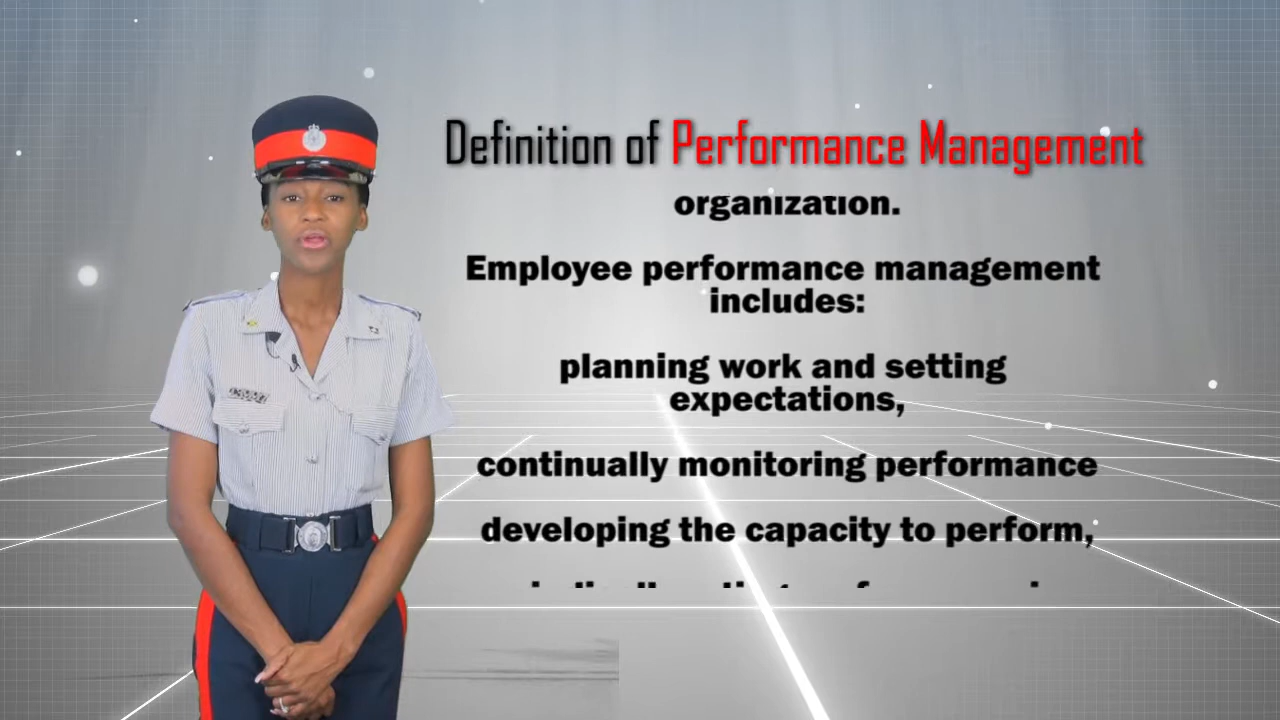 Definition of Performance Management
organization.
Employee performance management
includes:
planning work and setting
expectations,
continually monitoring performance
developing the capacity to perform,